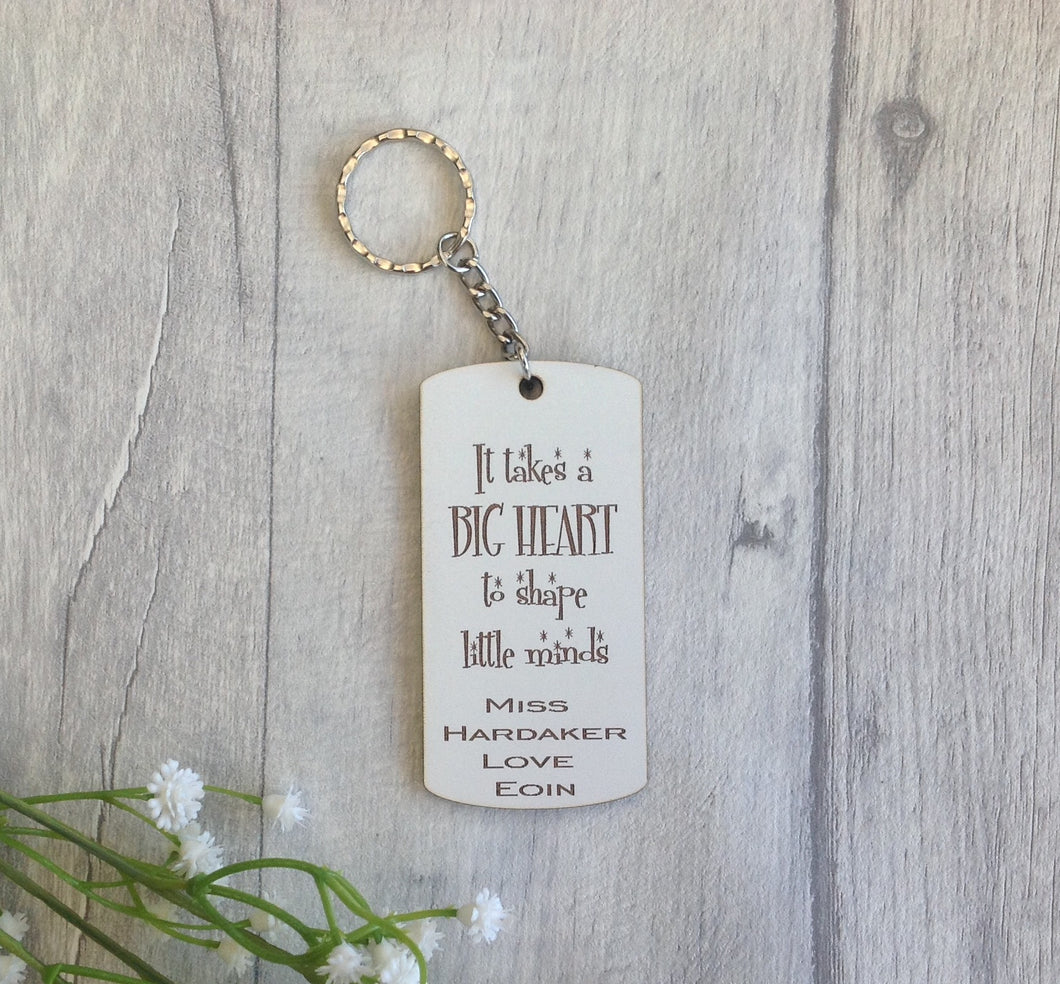 It takes a
BIG HEART
to shape
little minds
MISS
HARDAKER
LOVE
EOIN